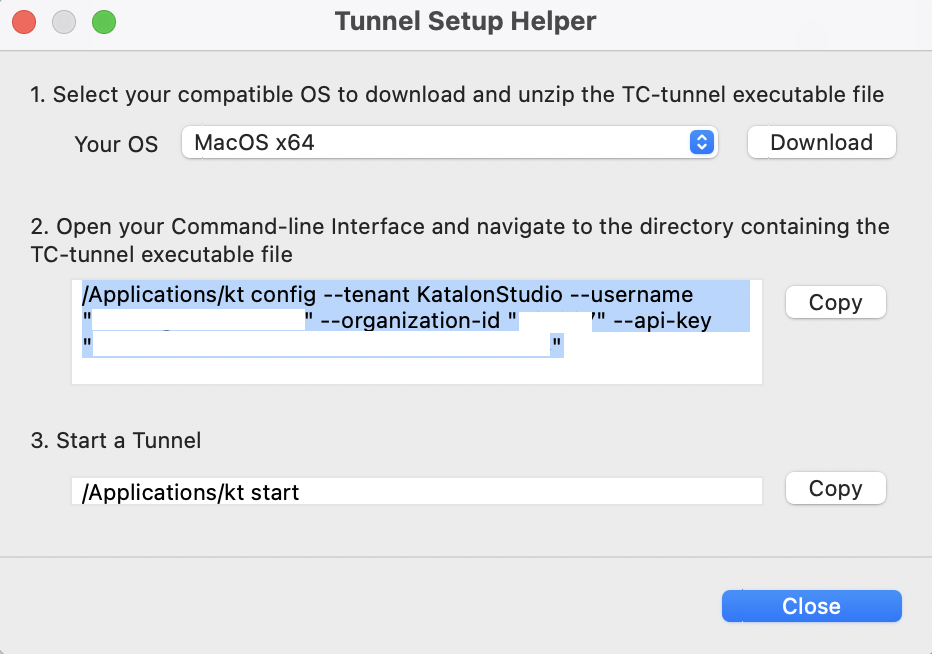 Tunnel Setup Helper
1. Select your compatible OS to download and unzip the TC-tunnel executable file
Your OS MacOS x64 Download
2. Open your Command-line Interface and navigate to the directory containing the
TC-tunnel executable file
/Applications/kt config --tenant KatalonStudio --username
" " --organization-id " " --api-key
" "
Copy
3. Start a Tunnel
/Applications/kt start
Copy
Close